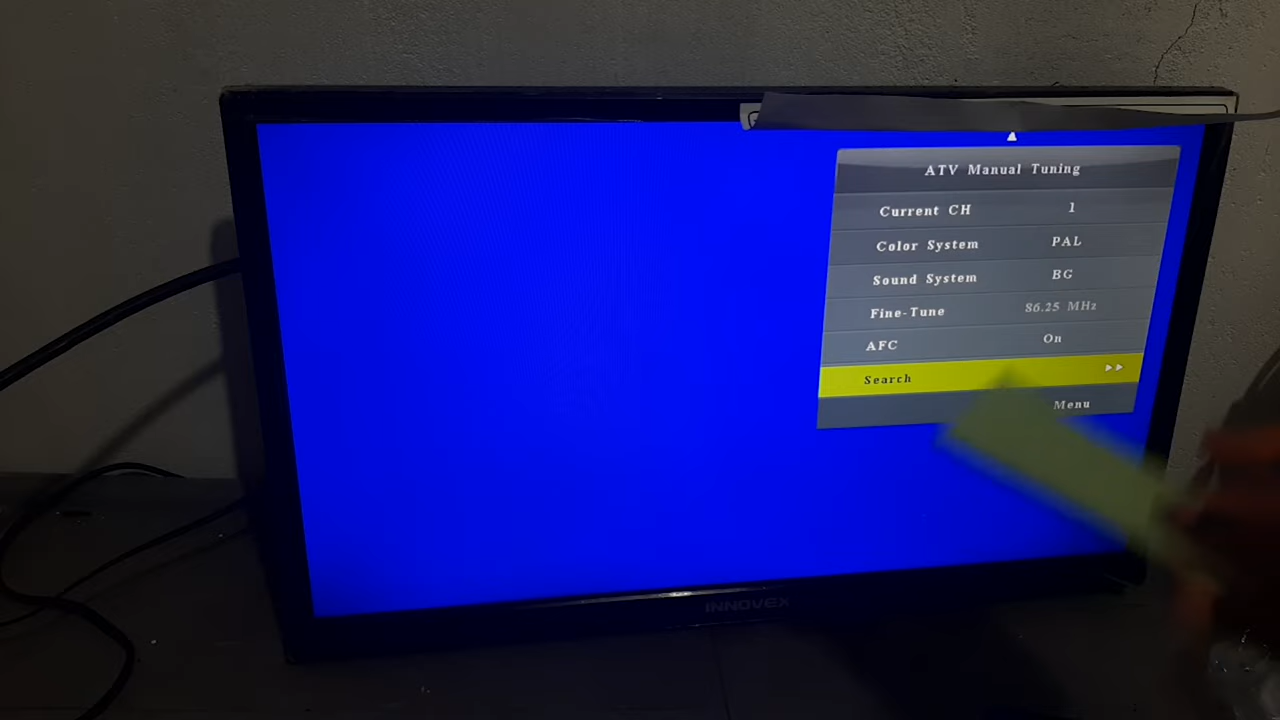 ATV Manual Tuning
Current CH 1
Color System PAL
Sound System BG
Fine-Tune 86.25 MHz
AFC On
Search
Menu
INNOVEX